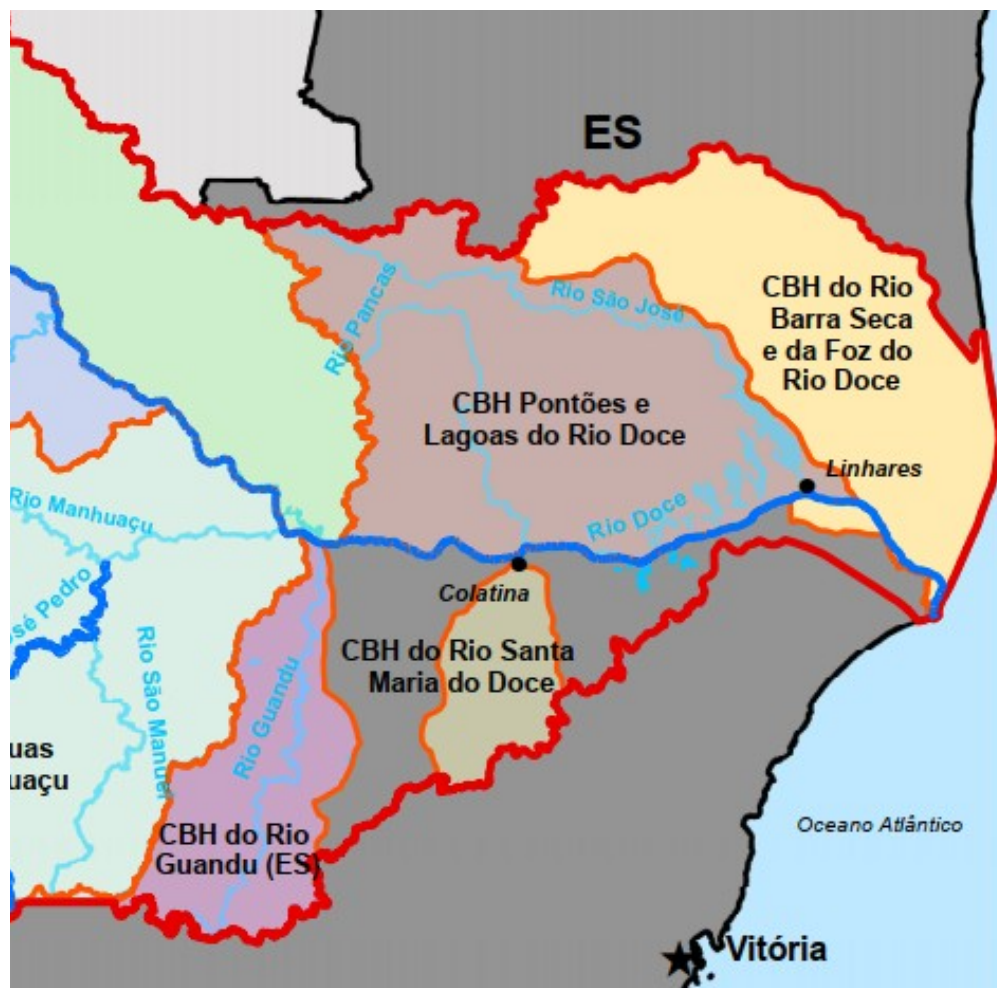 ES
CBH do Rio
Barra Seca
e da Foz do
Rio Doce
Rio São José
Rio Pancas
CBH Pontões e
Lagoas do Rio Doce
Linhares
Rio Manhuaçu
Rio Doce
Colatina
osé Pedro
CBH do Rio Santa
Maria do Doce
Rio São Manuel
Rio Guandu
uas
uaçu
CBH do Rio
Guandu (ES)
Oceano Atlântico
Vitória